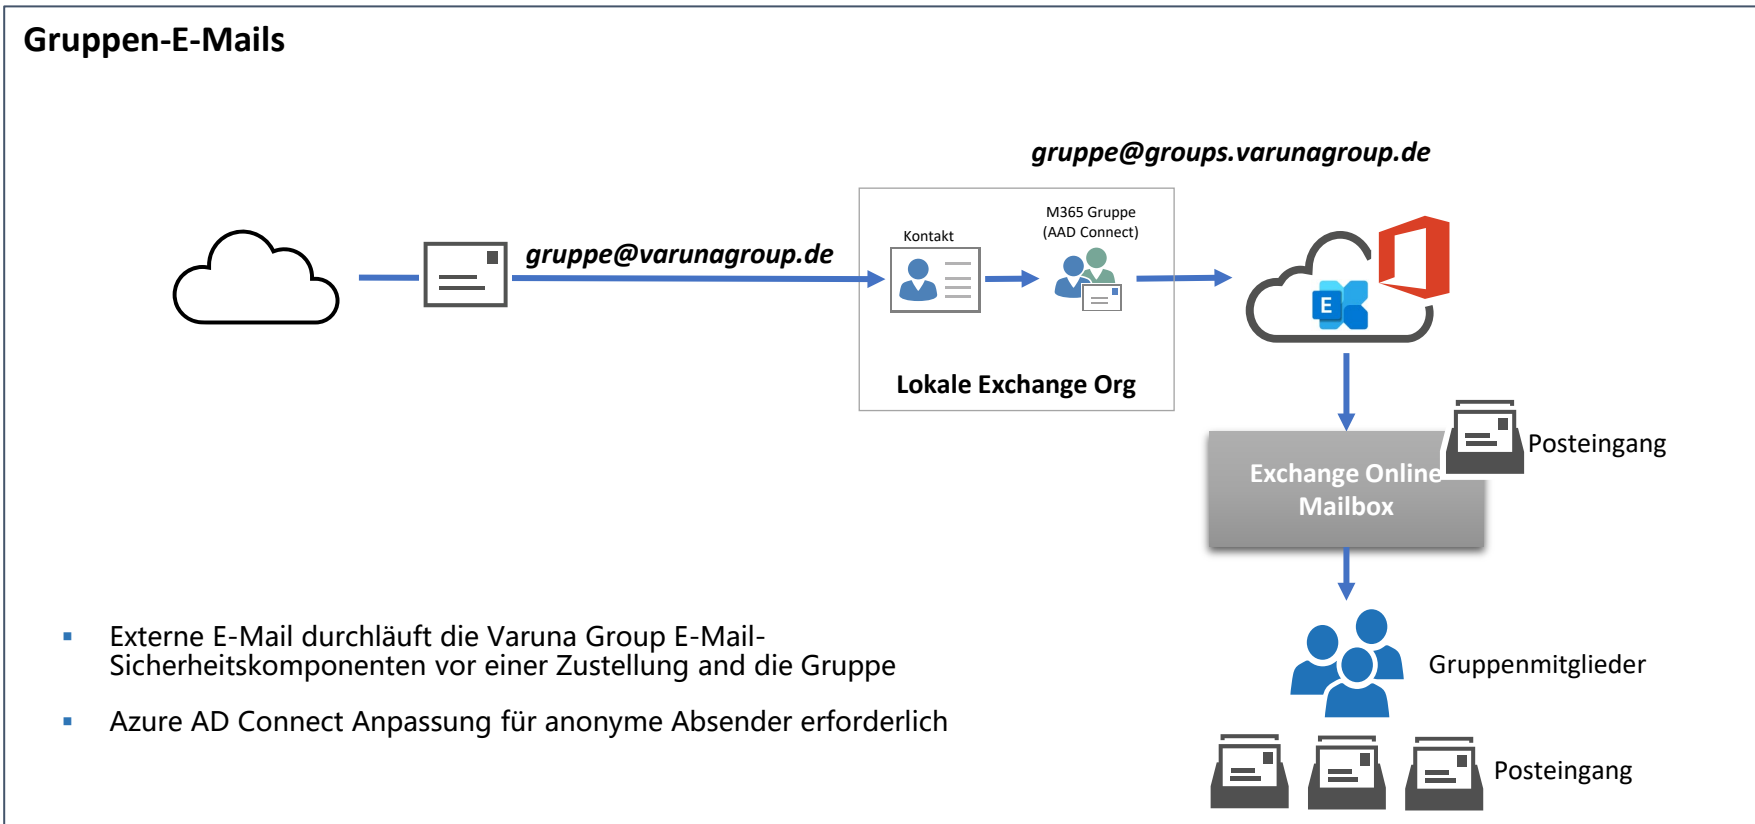 Gruppen-E-Mails
gruppe@groups.varunagroup.de
gruppe@varunagroup.de
Kontakt
M365 Gruppe
(AAD Connect)
Lokale Exchange Org
E
Posteingang
Exchange Online
Mailbox
Gruppenmitglieder
Posteingang
▪ Externe E-Mail durchläuft die Varuna Group E-Mail-
Sicherheitskomponenten vor einer Zustellung and die Gruppe
▪ Azure AD Connect Anpassung für anonyme Absender erforderlich